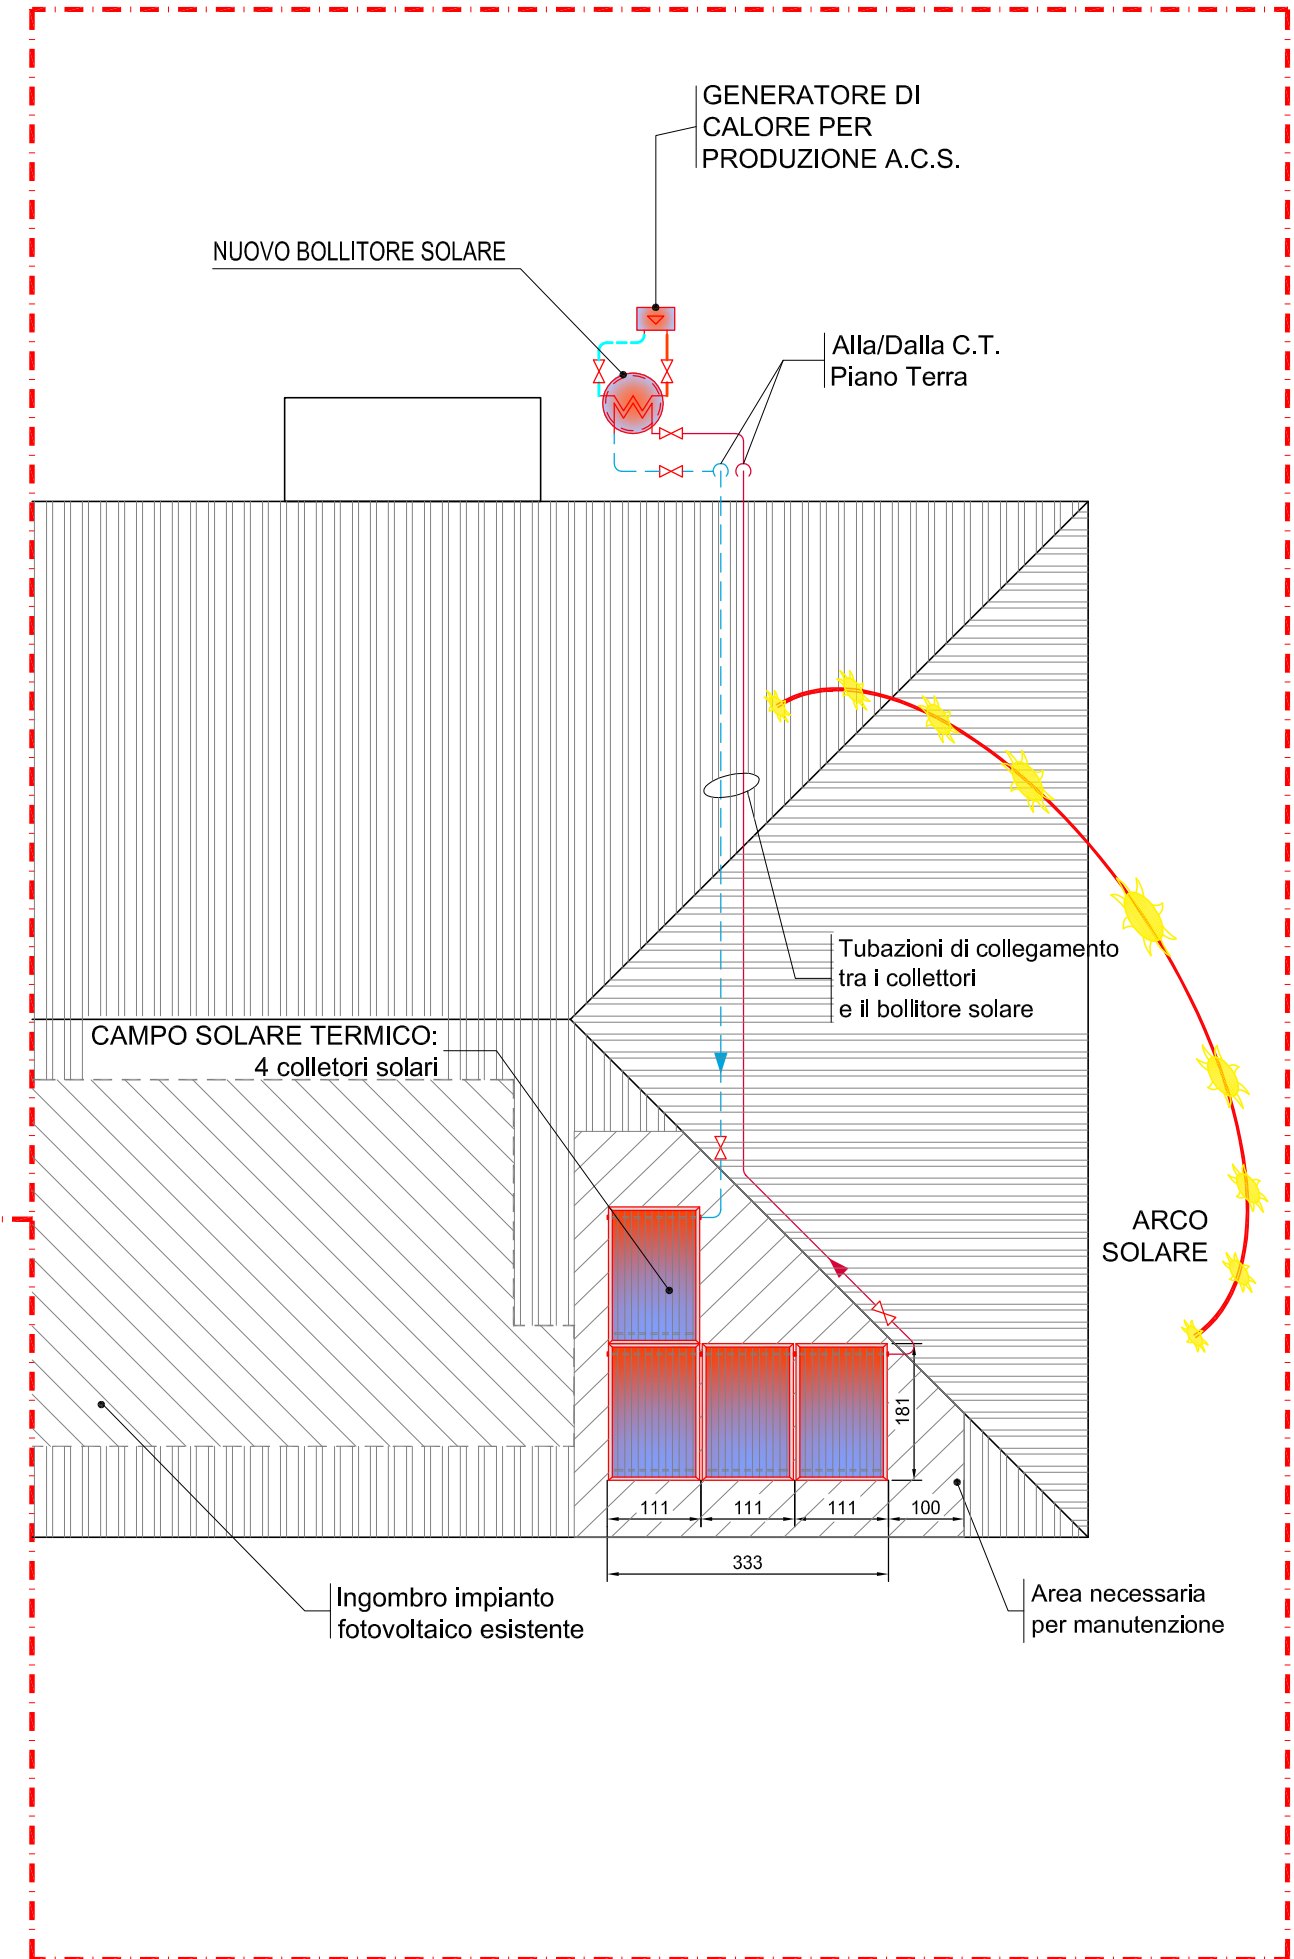 GENERATORE DI
CALORE PER
PRODUZIONE A.C.S.
NUOVO BOLLITORE SOLARE
Alla/Dalla C.T.
Piano Terra
Tubazioni di collegamento
tra i collettori
e il bollitore solare
CAMPO SOLARE TERMICO:
4 colletori solari
ARCO
SOLARE
181
111
111
111
100
333
Ingombro impianto
fotovoltaico esistente
Area necessaria
per manutenzione